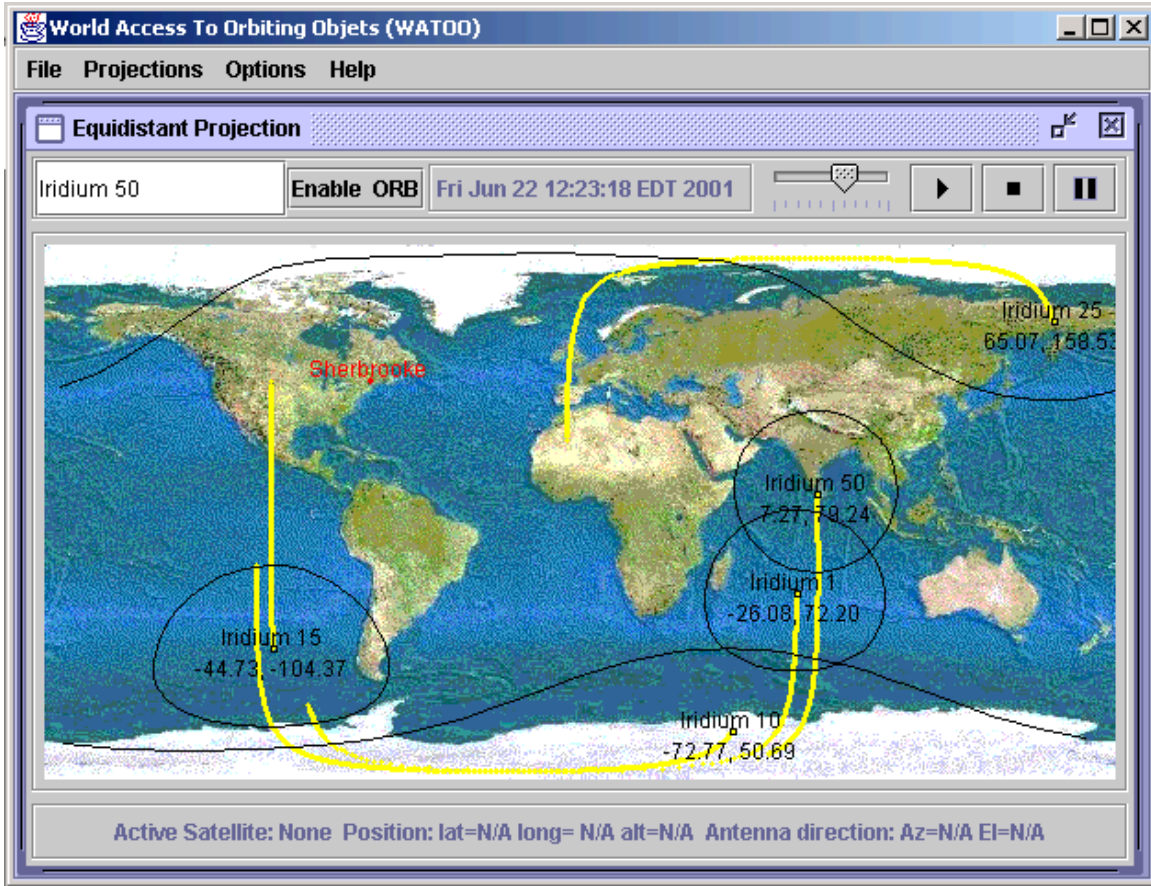 World Access To Orbiting Objets (WATOO)
File Projections Options Help
Equidistant Projection
Iridium 50 Enable ORB Fri Jun 22 12:23:18 EDT 2001
Iridium 25 -
65.07, 158.53
Sherbrooke
Iridium 50
7.27, 79.24
Iridium 1
-26.08, 72.20
Iridium 15
-44.73, -104.37
Iridium 10
-72.77, 50.69
Active Satellite: None Position: lat=N/A long= N/A alt=N/A Antenna direction: Az=N/A El=N/A